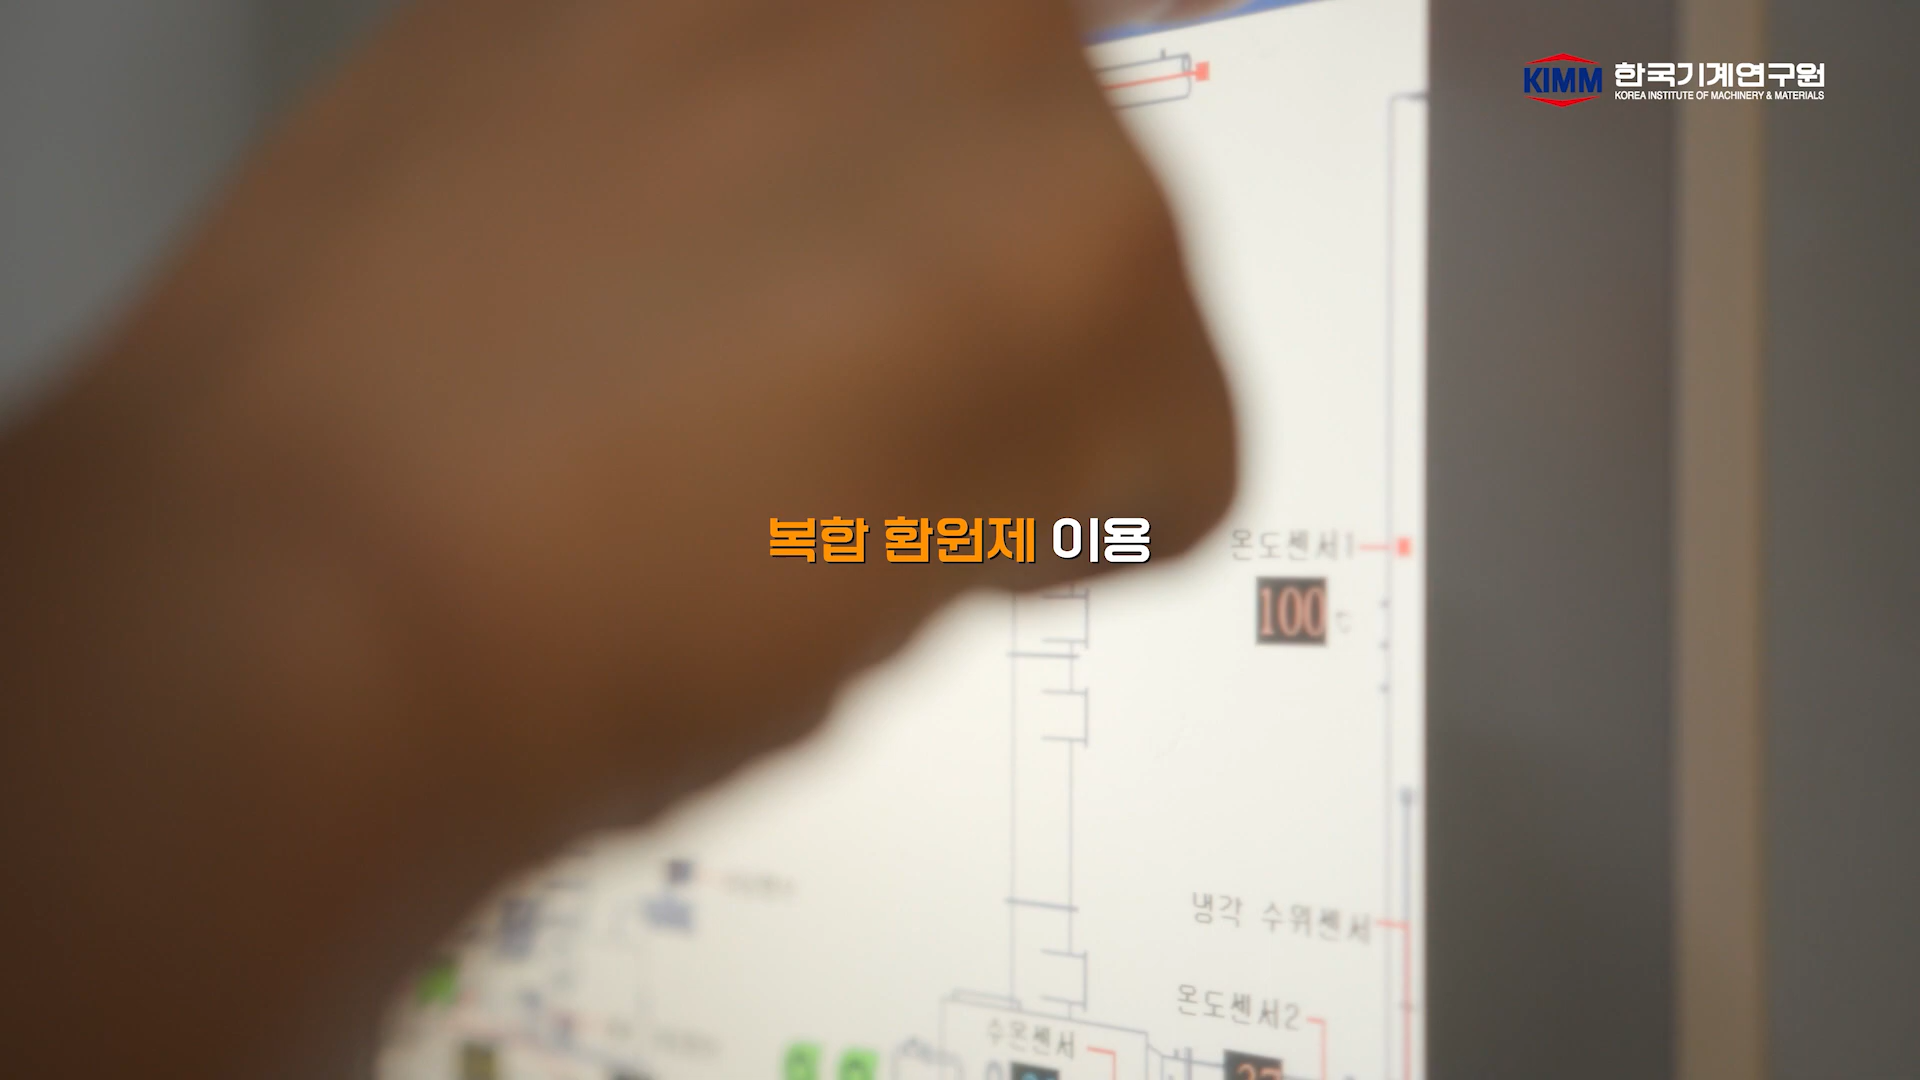 KIMM 한국기계연구원
KOREA INSTITUTE OF MACHINERY & MATERIALS
복합 환원제 이용
온도센서1
100 ℃
냉각 수위센서
온도센서2
수온센서
37